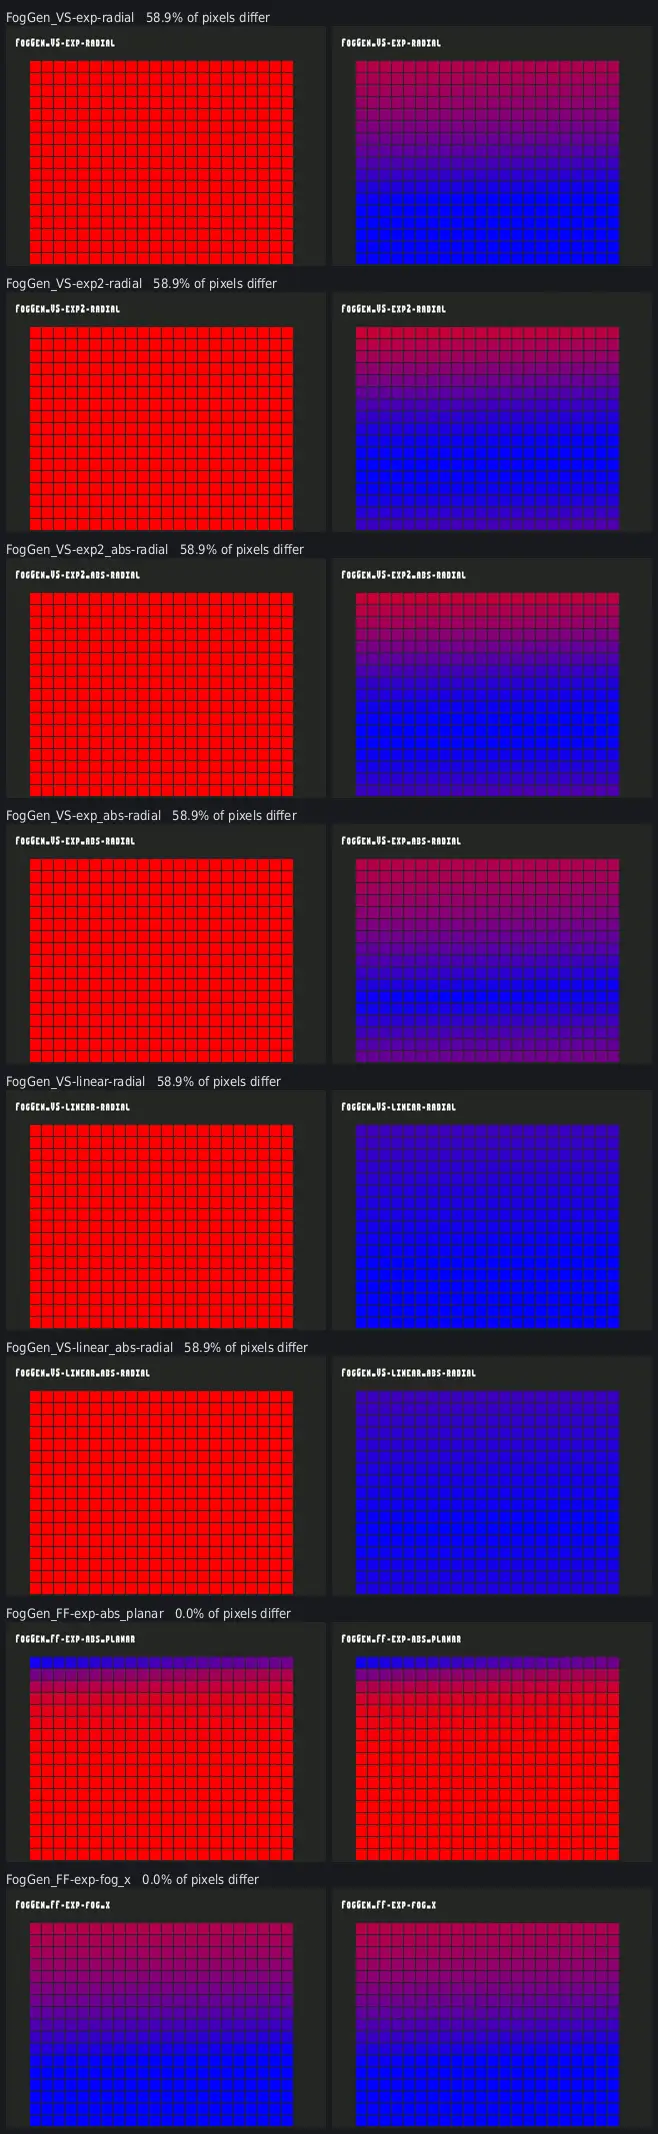 FogGen_VS-exp-radial 58.9% of pixels differ
FogGen_VS-exp-radial FogGen_VS-exp-radial
FogGen_VS-exp2-radial 58.9% of pixels differ
FogGen_VS-exp2-radial FogGen_VS-exp2-radial
FogGen_VS-exp2_abs-radial 58.9% of pixels differ
FogGen_VS-exp2_abs-radial FogGen_VS-exp2_abs-radial
FogGen_VS-exp_abs-radial 58.9% of pixels differ
FogGen_VS-exp_abs-radial FogGen_VS-exp_abs-radial
FogGen_VS-linear-radial 58.9% of pixels differ
FogGen_VS-linear-radial FogGen_VS-linear-radial
FogGen_VS-linear_abs-radial 58.9% of pixels differ
FogGen_VS-linear_abs-radial FogGen_VS-linear_abs-radial
FogGen_FF-exp-abs_planar 0.0% of pixels differ
FogGen_FF-exp-abs_planar FogGen_FF-exp-abs_planar
FogGen_FF-exp-fog_x 0.0% of pixels differ
FogGen_FF-exp-fog_x FogGen_FF-exp-fog_x